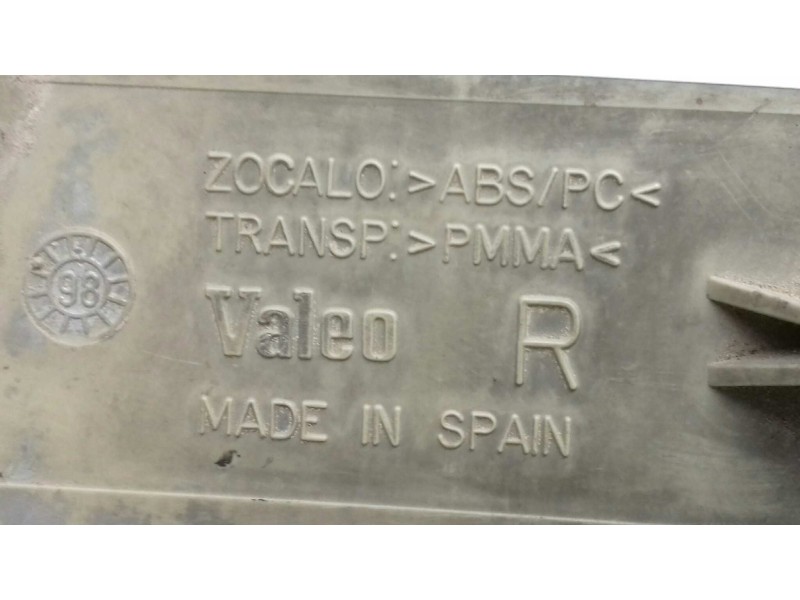 ZOCALO: >ABS/PC<
TRANSP: >PMMA<
98
Valeo R
MADE IN SPAIN